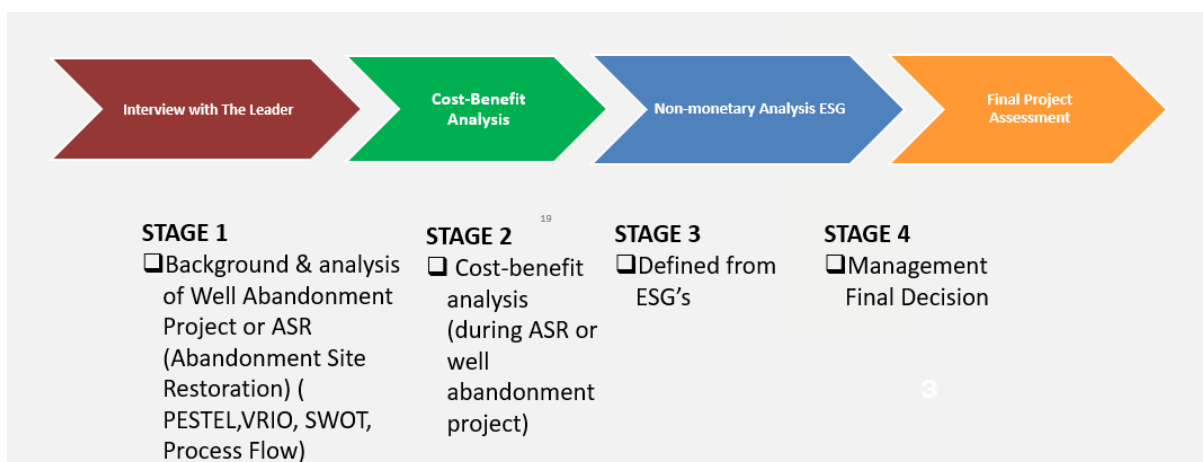 Interview with The Leader
Cost-Benefit
Analysis
Non-monetary Analysis ESG
Final Project
Assessment
19
STAGE 1
❑Background & analysis
of Well Abandonment
Project or ASR
(Abandonment Site
Restoration) (
PESTEL,VRIO, SWOT,
Process Flow)
STAGE 2
❑ Cost-benefit
analysis
(during ASR or
well
abandonment
project)
STAGE 3
❑Defined from
ESG’s
STAGE 4
❑Management
Final Decision
3